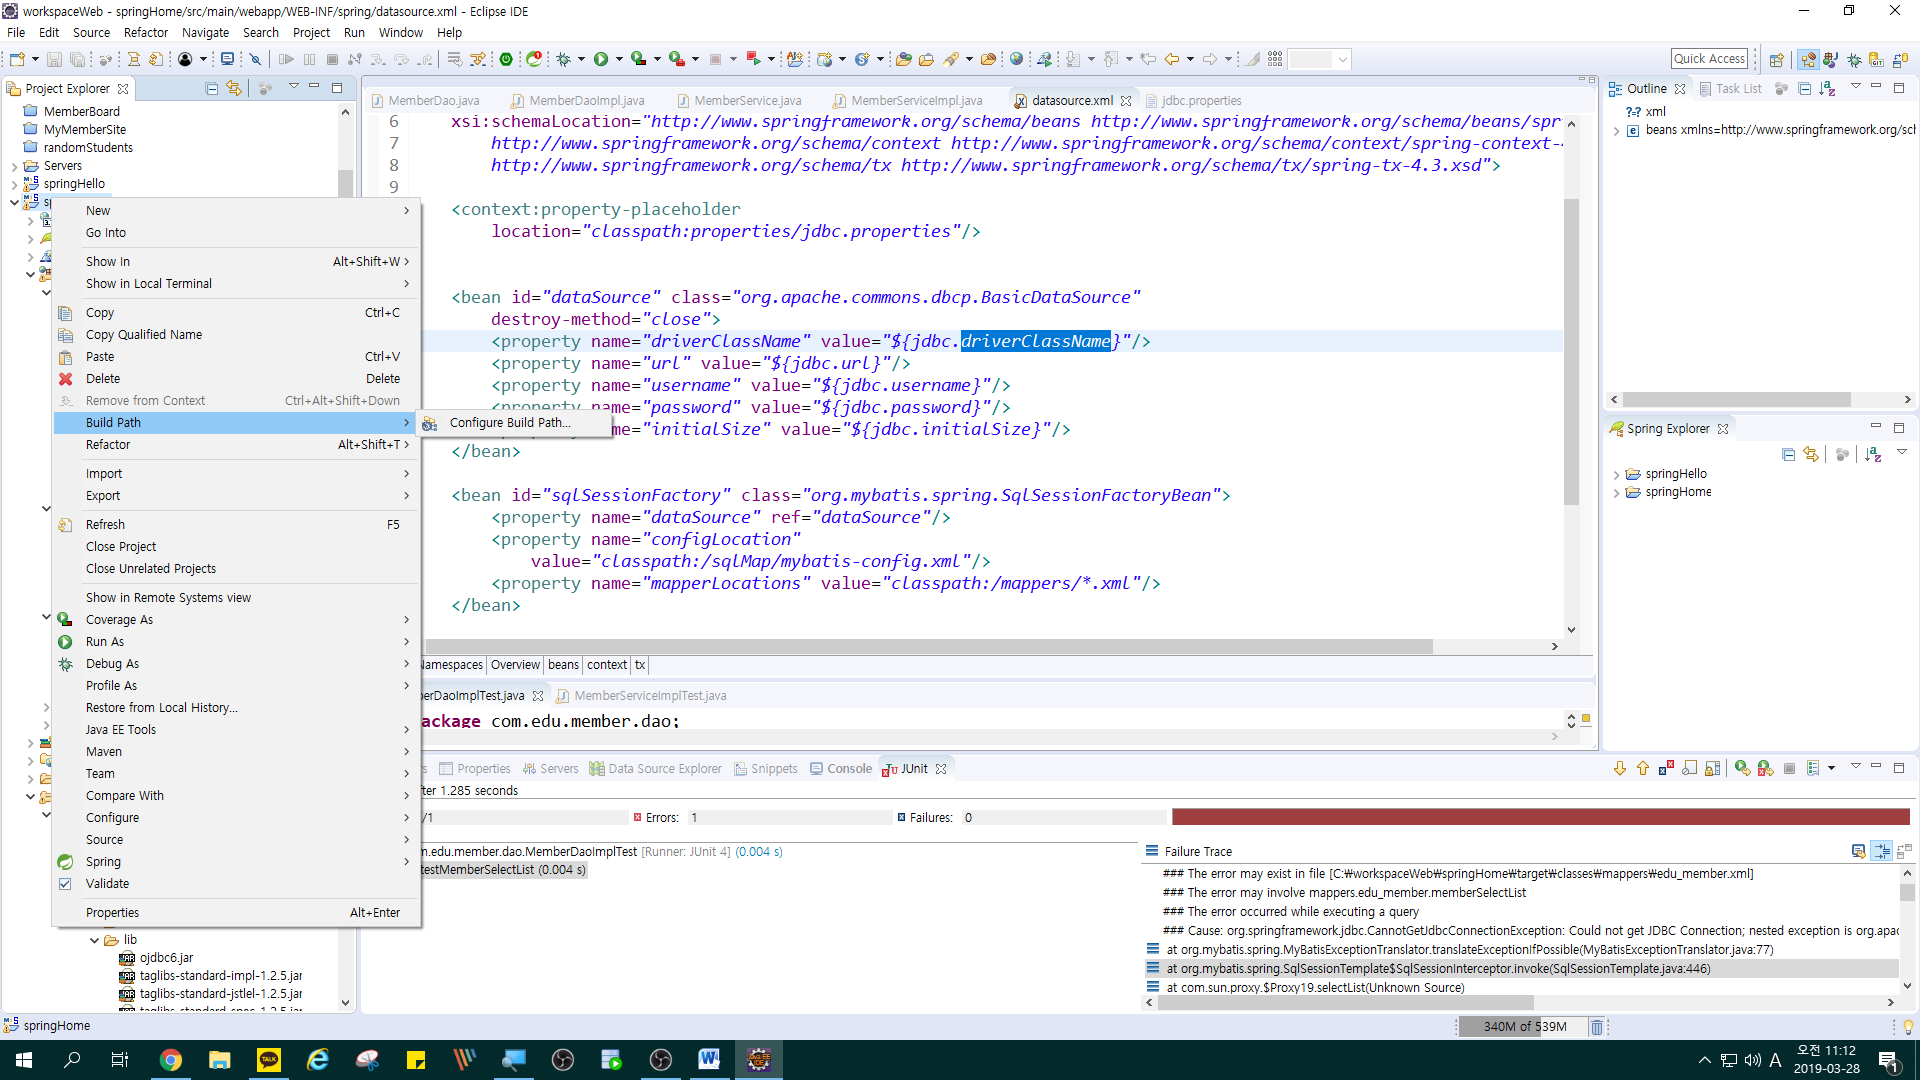 workspaceWeb - springHome/src/main/webapp/WEB-INF/spring/datasource.xml - Eclipse IDE
File Edit Source Refactor Navigate Search Project Run Window Help
Quick Access
Project Explorer
MemberBoard
MyMemberSite
randomStudents
Servers
springHello
New
Go Into
Show In Alt+Shift+W
Show in Local Terminal
Copy Ctrl+C
Copy Qualified Name
Paste Ctrl+V
Delete Delete
Remove from Context Ctrl+Alt+Shift+Down
Build Path
Configure Build Path...
Refactor Alt+Shift+T
Import
Export
Refresh F5
Close Project
Close Unrelated Projects
Show in Remote Systems view
Coverage As
Run As
Debug As
Profile As
Restore from Local History...
Java EE Tools
Maven
Team
Compare With
Configure
Source
Spring
Validate
Properties Alt+Enter
lib
ojdbc6.jar
taglibs-standard-impl-1.2.5.jar
taglibs-standard-jstlel-1.2.5.jar
MemberDao.java MemberDaoImpl.java MemberService.java MemberServiceImpl.java datasource.xml jdbc.properties
6 xsi:schemaLocation="http://www.springframework.org/schema/beans http://www.springframework.org/schema/beans/spr
7 http://www.springframework.org/schema/context http://www.springframework.org/schema/context/spring-context-
8 http://www.springframework.org/schema/tx http://www.springframework.org/schema/tx/spring-tx-4.3.xsd">
9
<context:property-placeholder
location="classpath:properties/jdbc.properties"/>
<bean id="dataSource" class="org.apache.commons.dbcp.BasicDataSource"
destroy-method="close">
<property name="driverClassName" value="${jdbc.driverClassName}"/>
<property name="url" value="${jdbc.url}"/>
<property name="username" value="${jdbc.username}"/>
<property name="password" value="${jdbc.password}"/>
name="initialSize" value="${jdbc.initialSize}"/>
</bean>
<bean id="sqlSessionFactory" class="org.mybatis.spring.SqlSessionFactoryBean">
<property name="dataSource" ref="dataSource"/>
<property name="configLocation"
value="classpath:/sqlMap/mybatis-config.xml"/>
<property name="mapperLocations" value="classpath:/mappers/*.xml"/>
</bean>
Namespaces Overview beans context tx
erDaoImplTest.java MemberServiceImplTest.java
ackage com.edu.member.dao;
Properties Servers Data Source Explorer Snippets Console JUnit
fter 1.285 seconds
/1 Errors: 1 Failures: 0
m.edu.member.dao.MemberDaoImplTest [Runner: JUnit 4] (0.004 s)
testMemberSelectList (0.004 s)
Failure Trace
### The error may exist in file [C:₩workspaceWeb₩springHome₩target₩classes₩mappers₩edu_member.xml]
### The error may involve mappers.edu_member.memberSelectList
### The error occurred while executing a query
### Cause: org.springframework.jdbc.CannotGetJdbcConnectionException: Could not get JDBC Connection; nested exception is org.apac
at org.mybatis.spring.MyBatisExceptionTranslator.translateExceptionIfPossible(MyBatisExceptionTranslator.java:77)
at org.mybatis.spring.SqlSessionTemplate$SqlSessionInterceptor.invoke(SqlSessionTemplate.java:446)
at com.sun.proxy.$Proxy19.selectList(Unknown Source)
Outline Task List
xml
beans xmlns=http://www.springframework.org/sch
Spring Explorer
springHello
springHome
springHome
340M of 539M
오전 11:12
2019-03-28